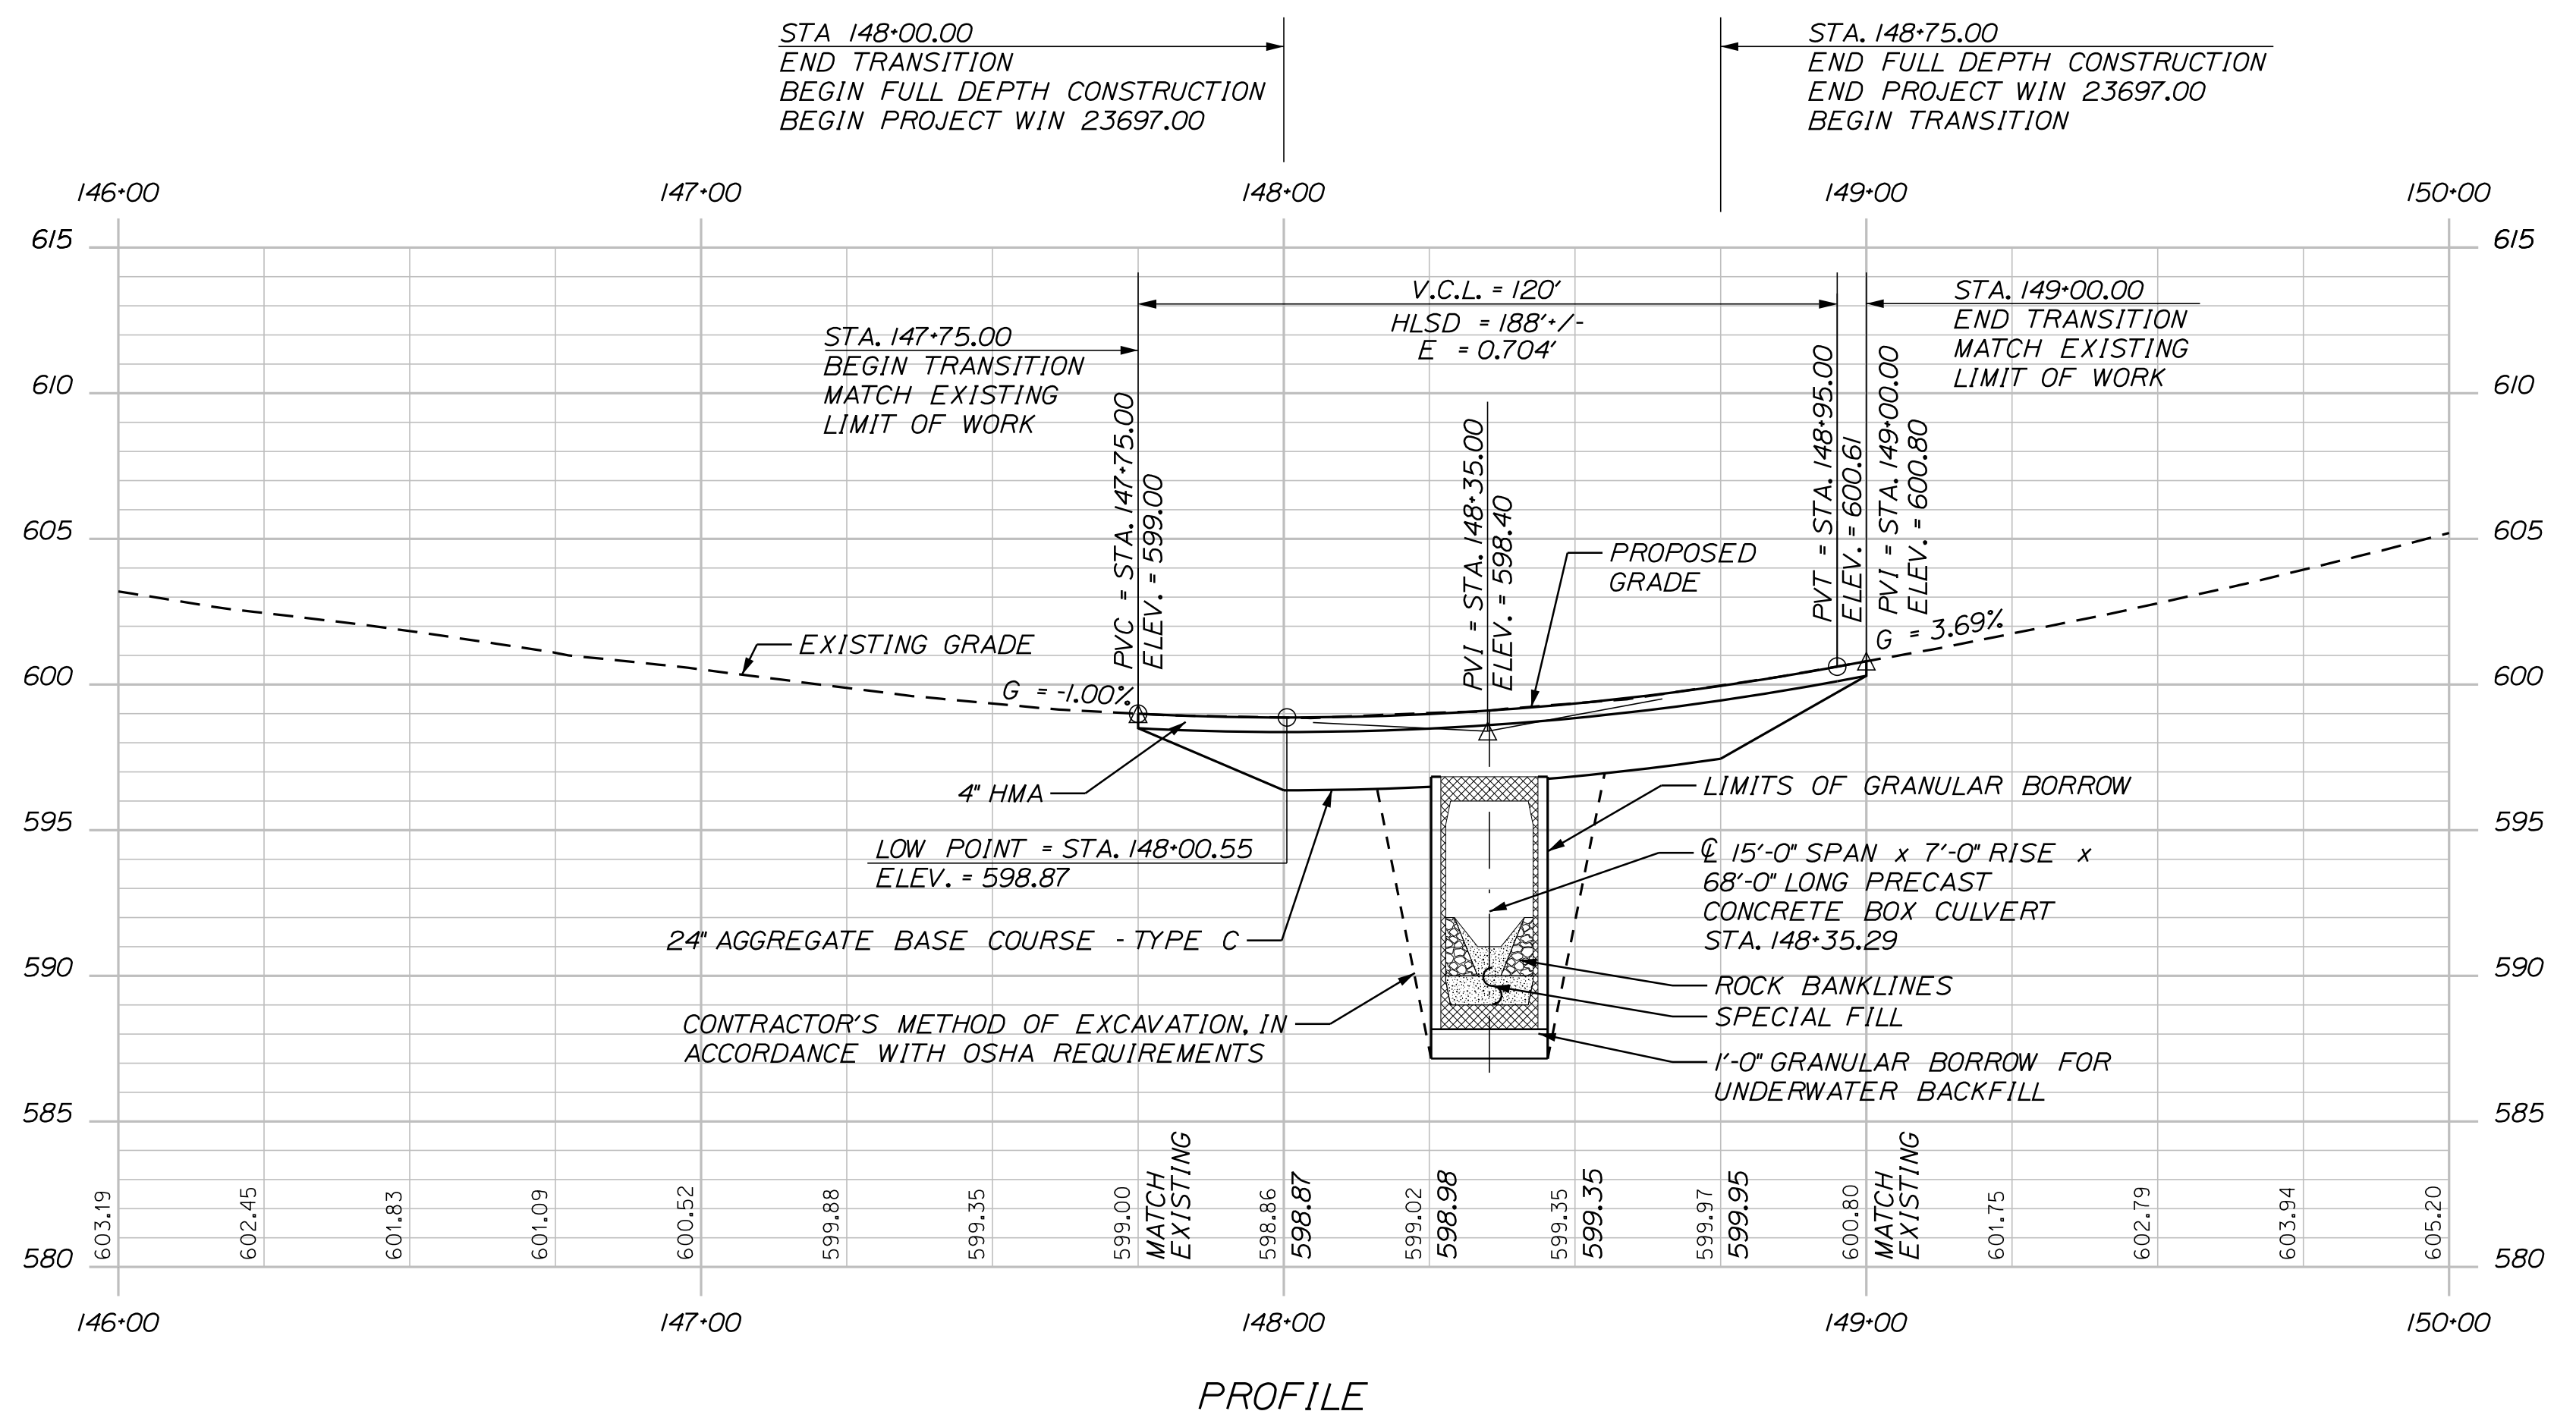 STA 148+00.00
END TRANSITION
BEGIN FULL DEPTH CONSTRUCTION
BEGIN PROJECT WIN 23697.00
STA. 148+75.00
END FULL DEPTH CONSTRUCTION
END PROJECT WIN 23697.00
BEGIN TRANSITION
146+00 147+00 148+00 149+00 150+00
615 615
610 610
605 605
600 600
595 595
590 590
585 585
580 580
V.C.L. = 120'
HLSD = 188'+/-
E = 0.704'
STA. 149+00.00
END TRANSITION
MATCH EXISTING
LIMIT OF WORK
STA. 147+75.00
BEGIN TRANSITION
MATCH EXISTING
LIMIT OF WORK
PVC = STA. 147+75.00
ELEV. = 599.00
PVI = STA. 148+35.00
ELEV. = 598.40
PVT = STA. 148+95.00
ELEV. = 600.61
PVI = STA. 149+00.00
ELEV. = 600.80
PROPOSED
GRADE
EXISTING GRADE
G = -1.00%
G = 3.69%
4" HMA
LOW POINT = STA. 148+00.55
ELEV. = 598.87
24" AGGREGATE BASE COURSE - TYPE C
CONTRACTOR'S METHOD OF EXCAVATION, IN
ACCORDANCE WITH OSHA REQUIREMENTS
LIMITS OF GRANULAR BORROW
℄ 15'-0" SPAN x 7'-0" RISE x
68'-0" LONG PRECAST
CONCRETE BOX CULVERT
STA. 148+35.29
ROCK BANKLINES
SPECIAL FILL
1'-0" GRANULAR BORROW FOR
UNDERWATER BACKFILL
603.19
602.45
601.83
601.09
600.52
599.88
599.35
599.00
MATCH
EXISTING
598.86
598.87
599.02
598.98
599.35
599.35
599.97
599.95
600.80
MATCH
EXISTING
601.75
602.79
603.94
605.20
146+00 147+00 148+00 149+00 150+00
PROFILE